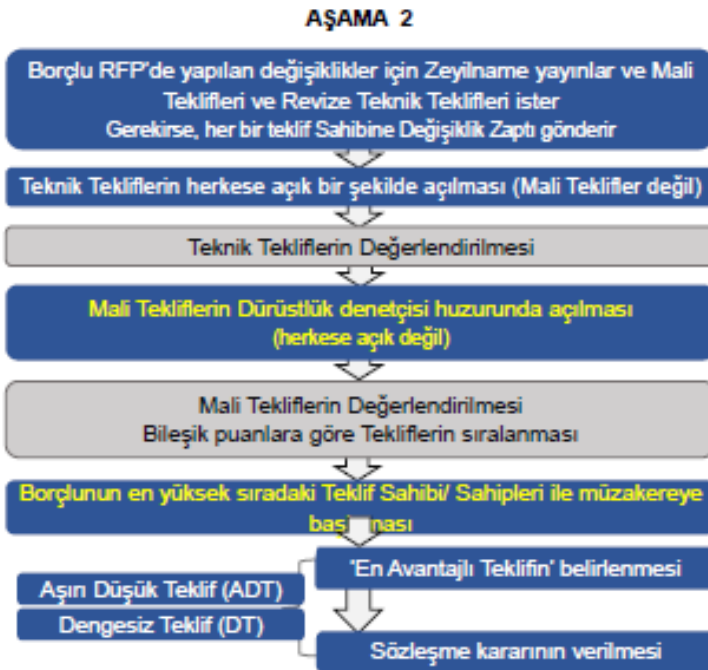 AŞAMA 2
Borçlu RFP'de yapılan değişiklikler için Zeyilname yayınlar ve Mali
Teklifleri ve Revize Teknik Teklifleri ister
Gerekirse, her bir teklif Sahibine Değişiklik Zaptı gönderir
Teknik Tekliflerin herkese açık bir şekilde açılması (Mali Teklifler değil)
Teknik Tekliflerin Değerlendirilmesi
Mali Tekliflerin Dürüstlük denetçisi huzurunda açılması
(herkese açık değil)
Mali Tekliflerin Değerlendirilmesi
Bileşik puanlara göre Tekliflerin sıralanması
Borçlunun en yüksek sıradaki Teklif Sahibi/ Sahipleri ile müzakereye
'En Avantajlı Teklifin' belirlenmesi
Aşırı Düşük Teklif (ADT)
Dengesiz Teklif (DT)
Sözleşme kararının verilmesi